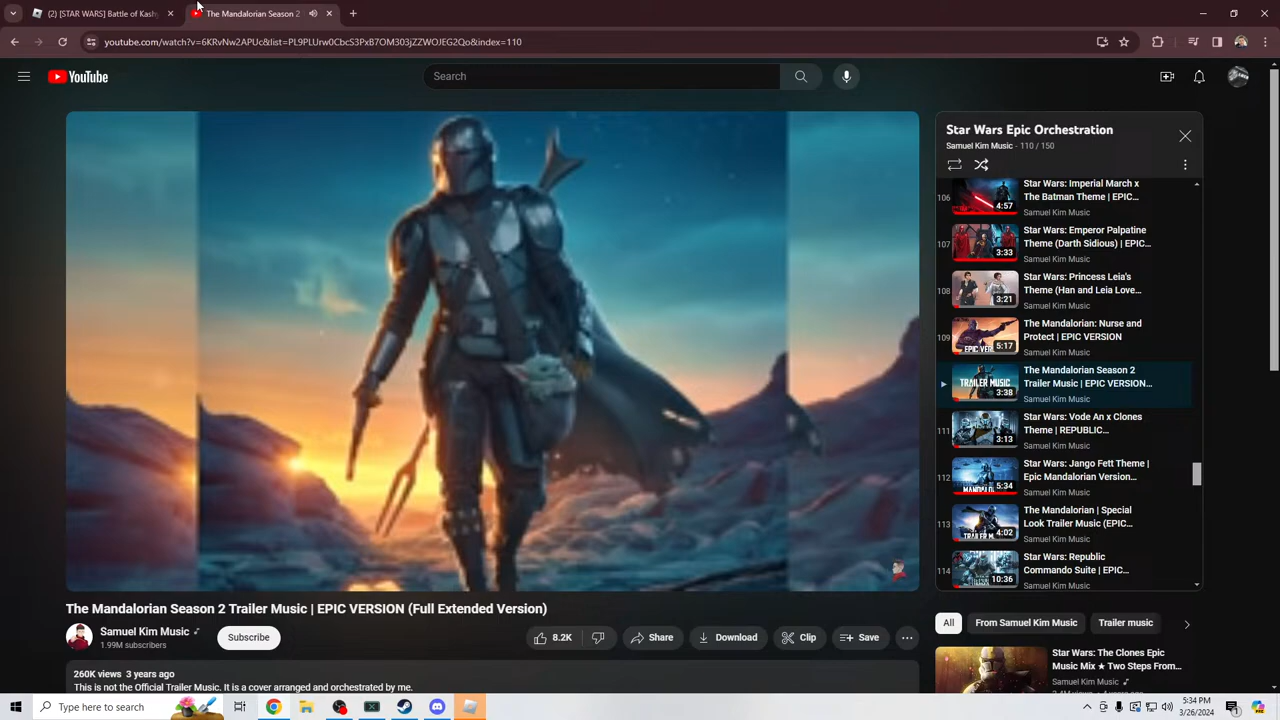 (2) [STAR WARS] Battle of Kash
The Mandalorian Season 2
youtube.com/watch?v=6KRvNw2APUc&list=PL9PLUrw0CbcS3PxB7OM303jZZWOJEG2Qo&index=110
YouTube
Search
Star Wars Epic Orchestration
Samuel Kim Music - 110 / 150
106
4:57
Star Wars: Imperial March x
The Batman Theme | EPIC...
Samuel Kim Music
107
3:33
Star Wars: Emperor Palpatine
Theme (Darth Sidious) | EPIC...
Samuel Kim Music
108
3:21
Star Wars: Princess Leia's
Theme (Han and Leia Love...
Samuel Kim Music
109
EPIC VER
5:17
The Mandalorian: Nurse and
Protect | EPIC VERSION
Samuel Kim Music
TRAILER MUSIC
3:38
The Mandalorian Season 2
Trailer Music | EPIC VERSION...
Samuel Kim Music
111
3:13
Star Wars: Vode An x Clones
Theme | REPUBLIC...
Samuel Kim Music
112
5:34
Star Wars: Jango Fett Theme |
Epic Mandalorian Version...
Samuel Kim Music
113
4:02
The Mandalorian | Special
Look Trailer Music (EPIC...
Samuel Kim Music
114
10:36
Star Wars: Republic
Commando Suite | EPIC...
Samuel Kim Music
The Mandalorian Season 2 Trailer Music | EPIC VERSION (Full Extended Version)
Samuel Kim Music
1.99M subscribers
Subscribe
8.2K
Share
Download
Clip
Save
All
From Samuel Kim Music
Trailer music
Star Wars: The Clones Epic
Music Mix ★ Two Steps From...
Samuel Kim Music
260K views 3 years ago
This is not the Official Trailer Music. It is a cover arranged and orchestrated by me.
Type here to search
5:34 PM
3/26/2024
1